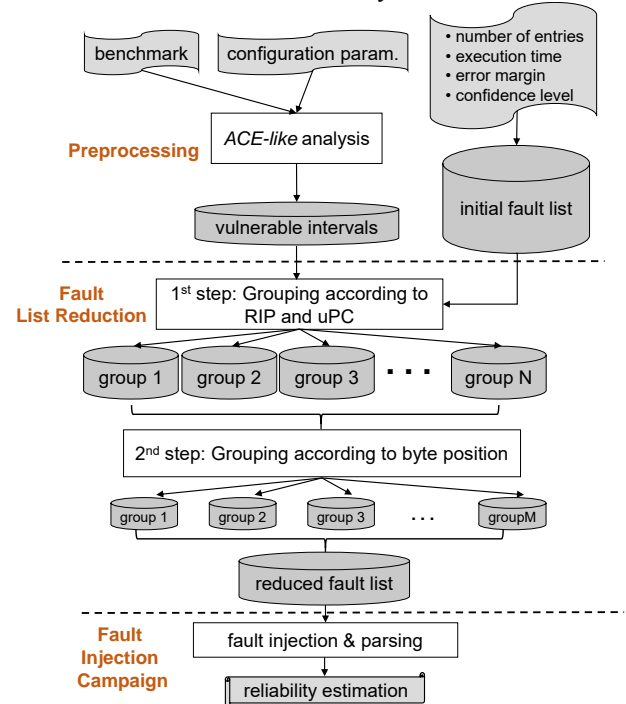 benchmark
configuration param.
• number of entries
• execution time
• error margin
• confidence level
Preprocessing
ACE-like analysis
initial fault list
vulnerable intervals
Fault
List Reduction
1st step: Grouping according to
RIP and uPC
group 1
group 2
group 3
. . .
group N
2nd step: Grouping according to byte position
group 1
group 2
group 3
. . .
groupM
reduced fault list
Fault
Injection
Campaign
fault injection & parsing
reliability estimation